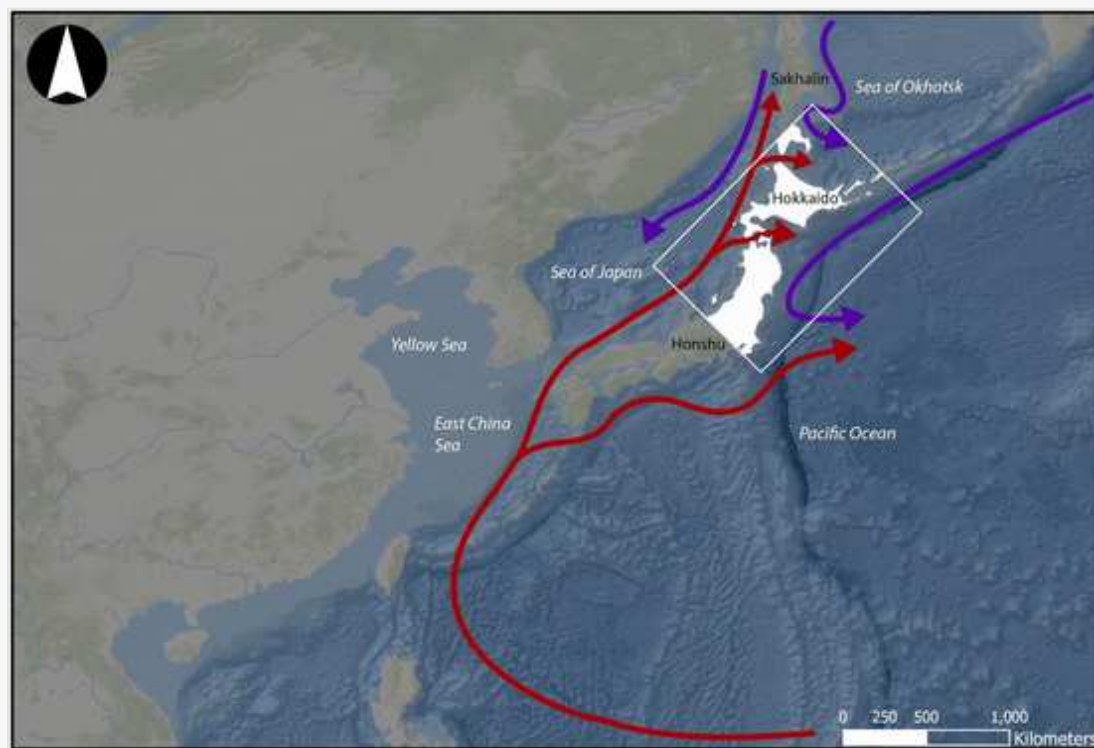 Sakhalin
Sea of Okhotsk
Hokkaido
Sea of Japan
Honshu
Yellow Sea
East China
Sea
Pacific Ocean
0 250 500 1,000
Kilometers